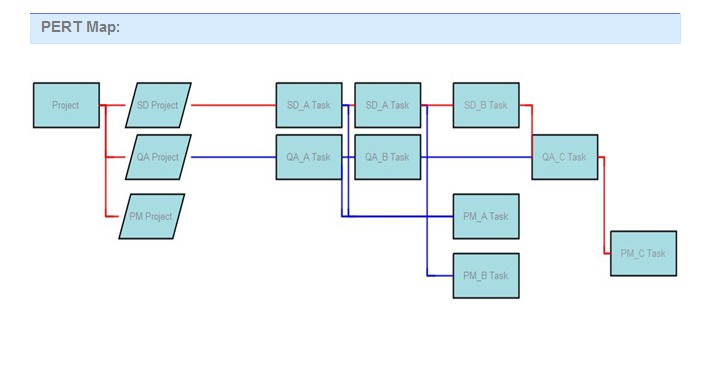 PERT Map:
Project
SD Project
SD_A Task
SD_A Task
SD_B Task
QA Project
QA_A Task
QA_B Task
QA_C Task
PM Project
PM_A Task
PM_C Task
PM_B Task